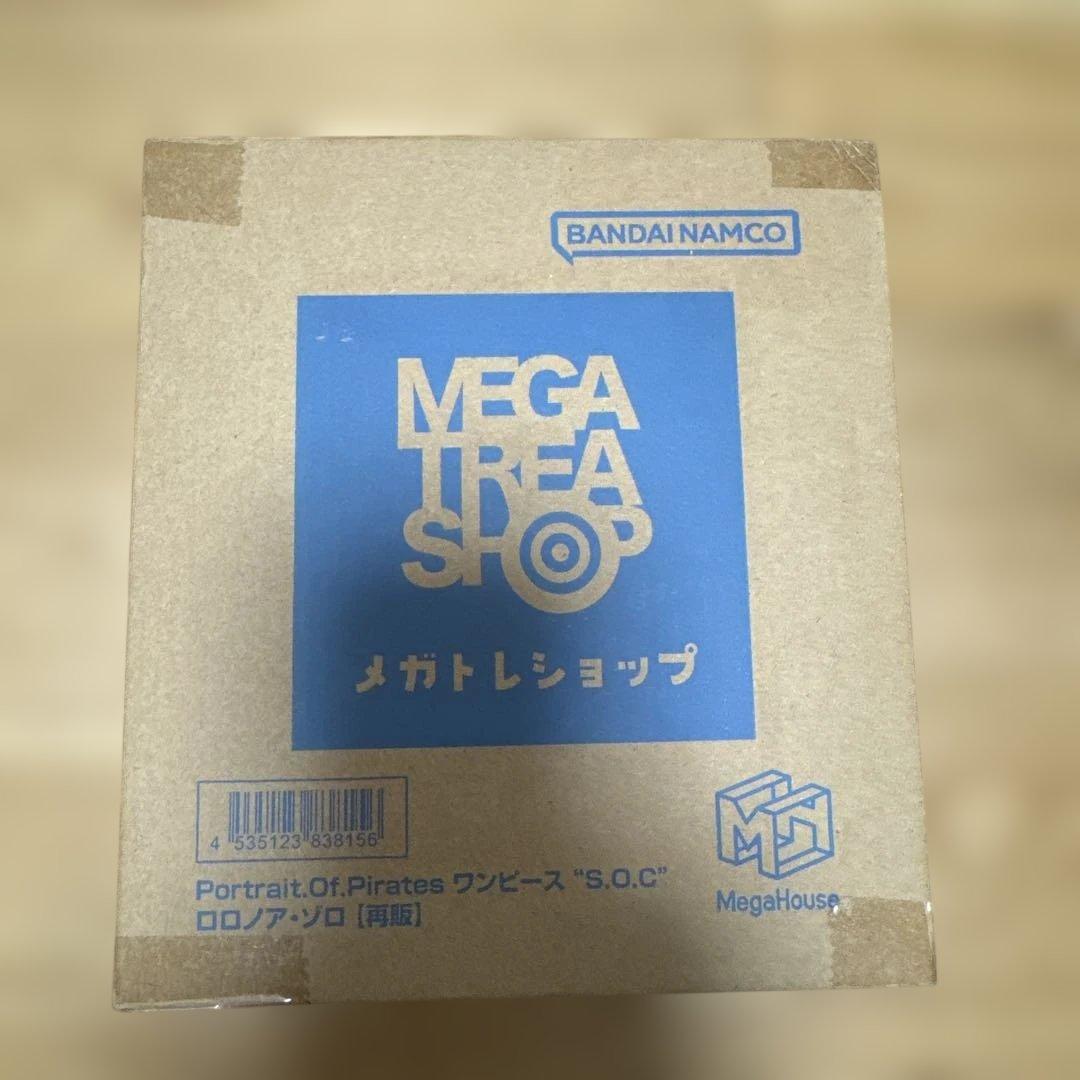 BANDAI NAMCO
MEGA
TREA
SHOP
メガトレショップ
4 535123 838156
Portrait.Of.Pirates ワンピース “S.O.C”
ロロノア・ゾロ【再販】
MH
MegaHouse